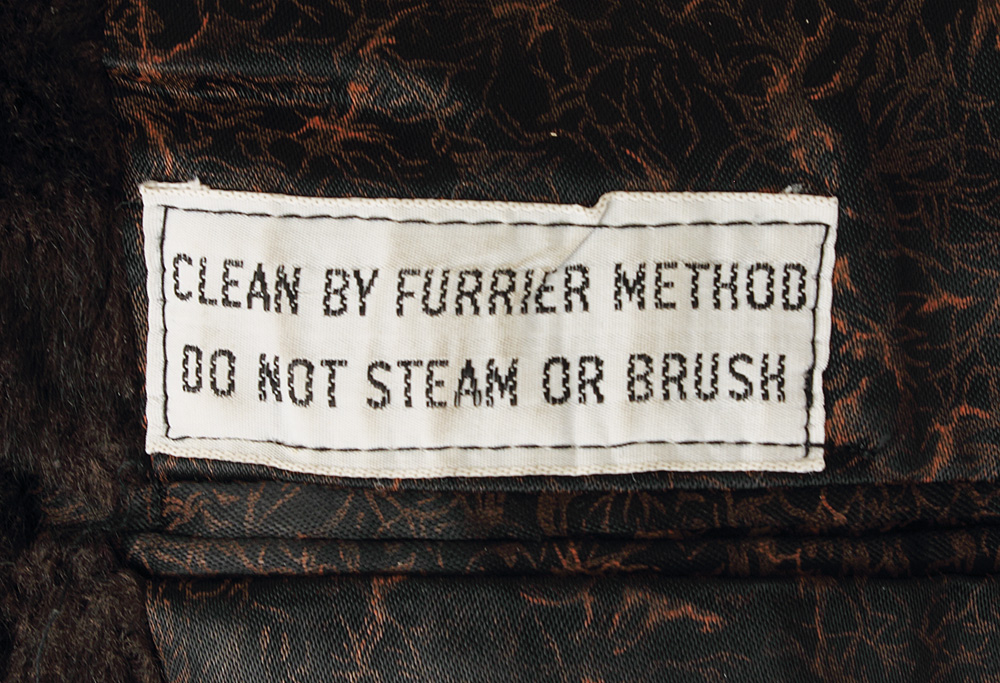 CLEAN BY FURRIER METHOD
DO NOT STEAM OR BRUSH